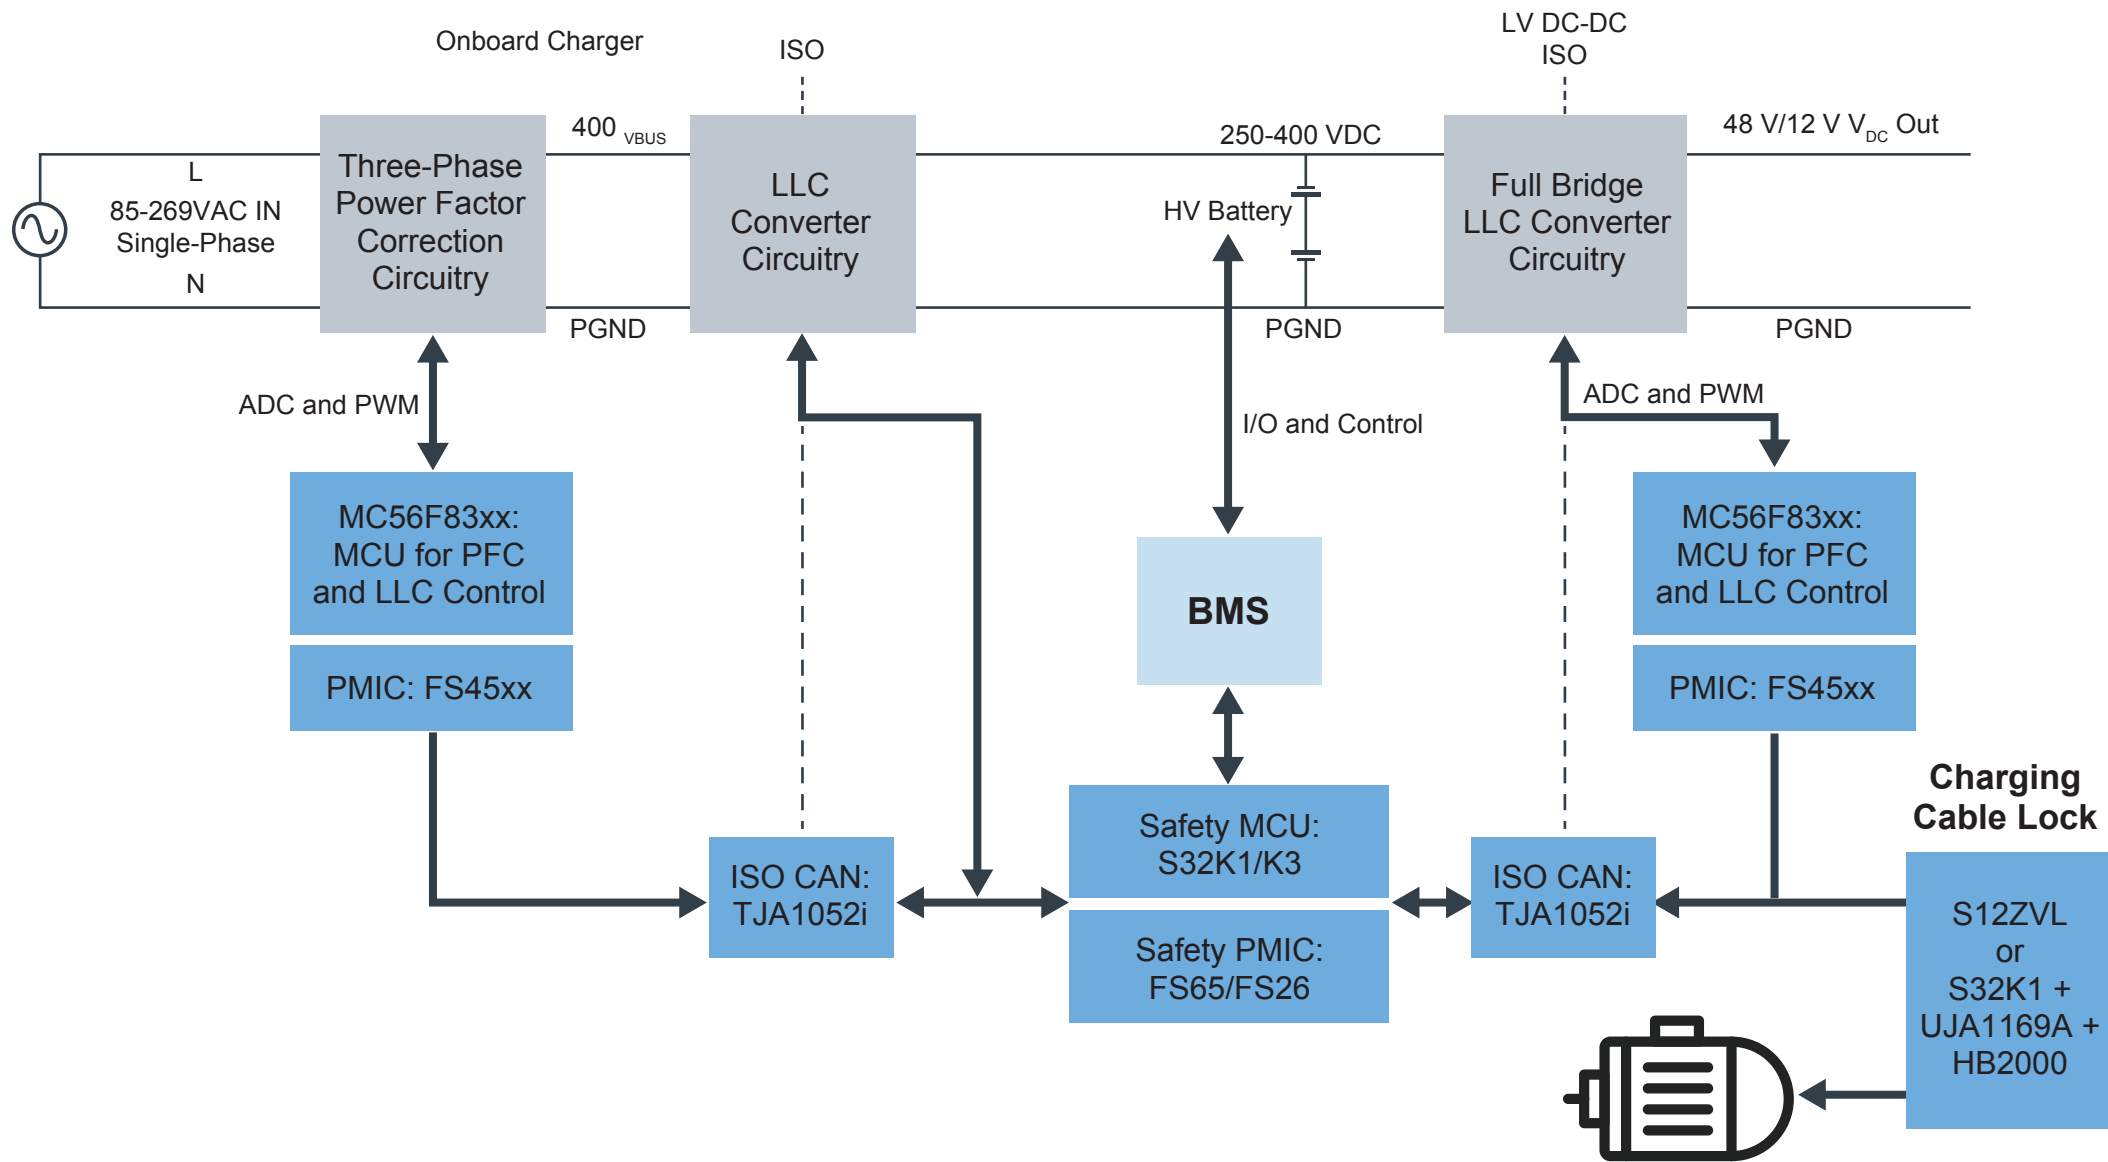 Onboard Charger
ISO
LV DC-DC
ISO
400 VBUS
250-400 VDC
48 V/12 V VDC Out
L
85-269VAC IN
Single-Phase
N
Three-Phase
Power Factor
Correction
Circuitry
LLC
Converter
Circuitry
HV Battery
Full Bridge
LLC Converter
Circuitry
PGND
PGND
PGND
ADC and PWM
I/O and Control
ADC and PWM
MC56F83xx:
MCU for PFC
and LLC Control
PMIC: FS45xx
BMS
MC56F83xx:
MCU for PFC
and LLC Control
PMIC: FS45xx
Charging
Cable Lock
ISO CAN:
TJA1052i
Safety MCU:
S32K1/K3
Safety PMIC:
FS65/FS26
ISO CAN:
TJA1052i
S12ZVL
or
S32K1 +
UJA1169A +
HB2000